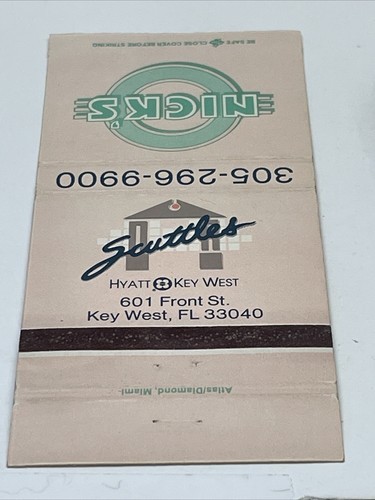 BE SAFE CLOSE COVER BEFORE STRIKING
NICK'S
305-296-9900
Scuttles
HYATT KEY WEST
601 Front St.
Key West, FL 33040
Atlas/Diamond, Miami